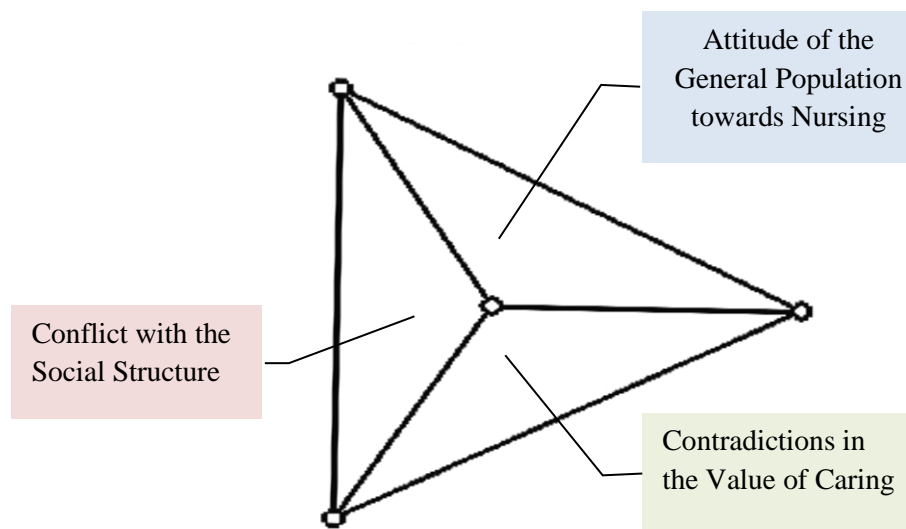 Attitude of the
General Population
towards Nursing
Conflict with the
Social Structure
Contradictions in
the Value of Caring